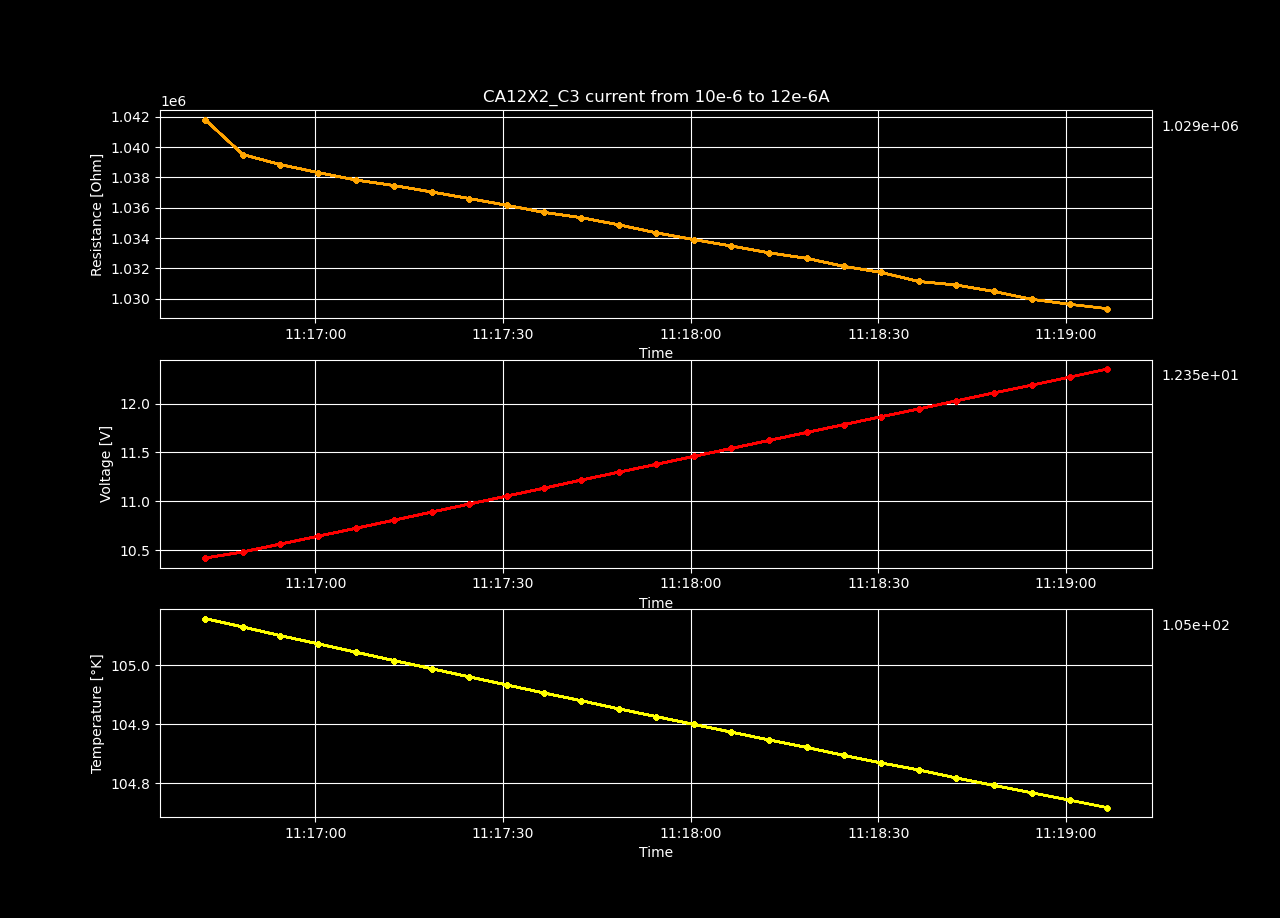 CA12X2_C3 current from 10e-6 to 12e-6A
1e6
1.042
1.040
1.038
1.036
1.034
1.032
1.030
Resistance [Ohm]
1.029e+06
11:17:00 11:17:30 11:18:00 11:18:30 11:19:00
Time
12.0
11.5
11.0
10.5
Voltage [V]
1.235e+01
11:17:00 11:17:30 11:18:00 11:18:30 11:19:00
Time
105.0
104.9
104.8
Temperature [°K]
1.05e+02
11:17:00 11:17:30 11:18:00 11:18:30 11:19:00
Time